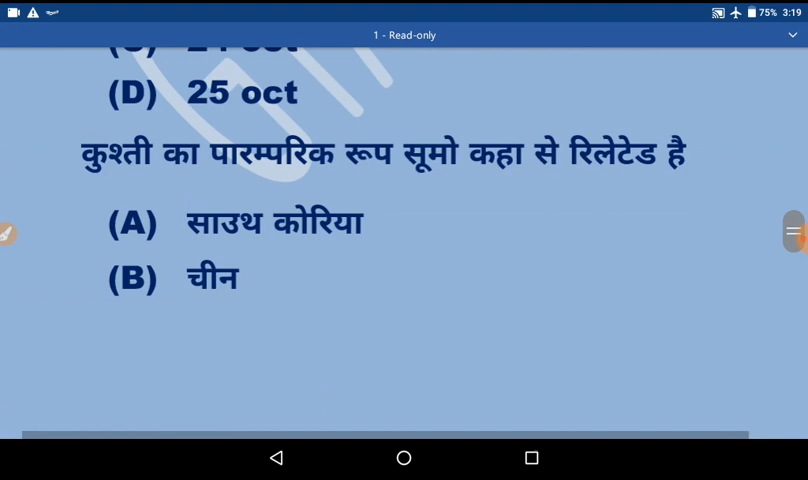 75% 3:19
1 - Read-only
(D) 25 oct
कुश्ती का पारम्परिक रूप सूमो कहा से रिलेटेड है
(A) साउथ कोरिया
(B) चीन